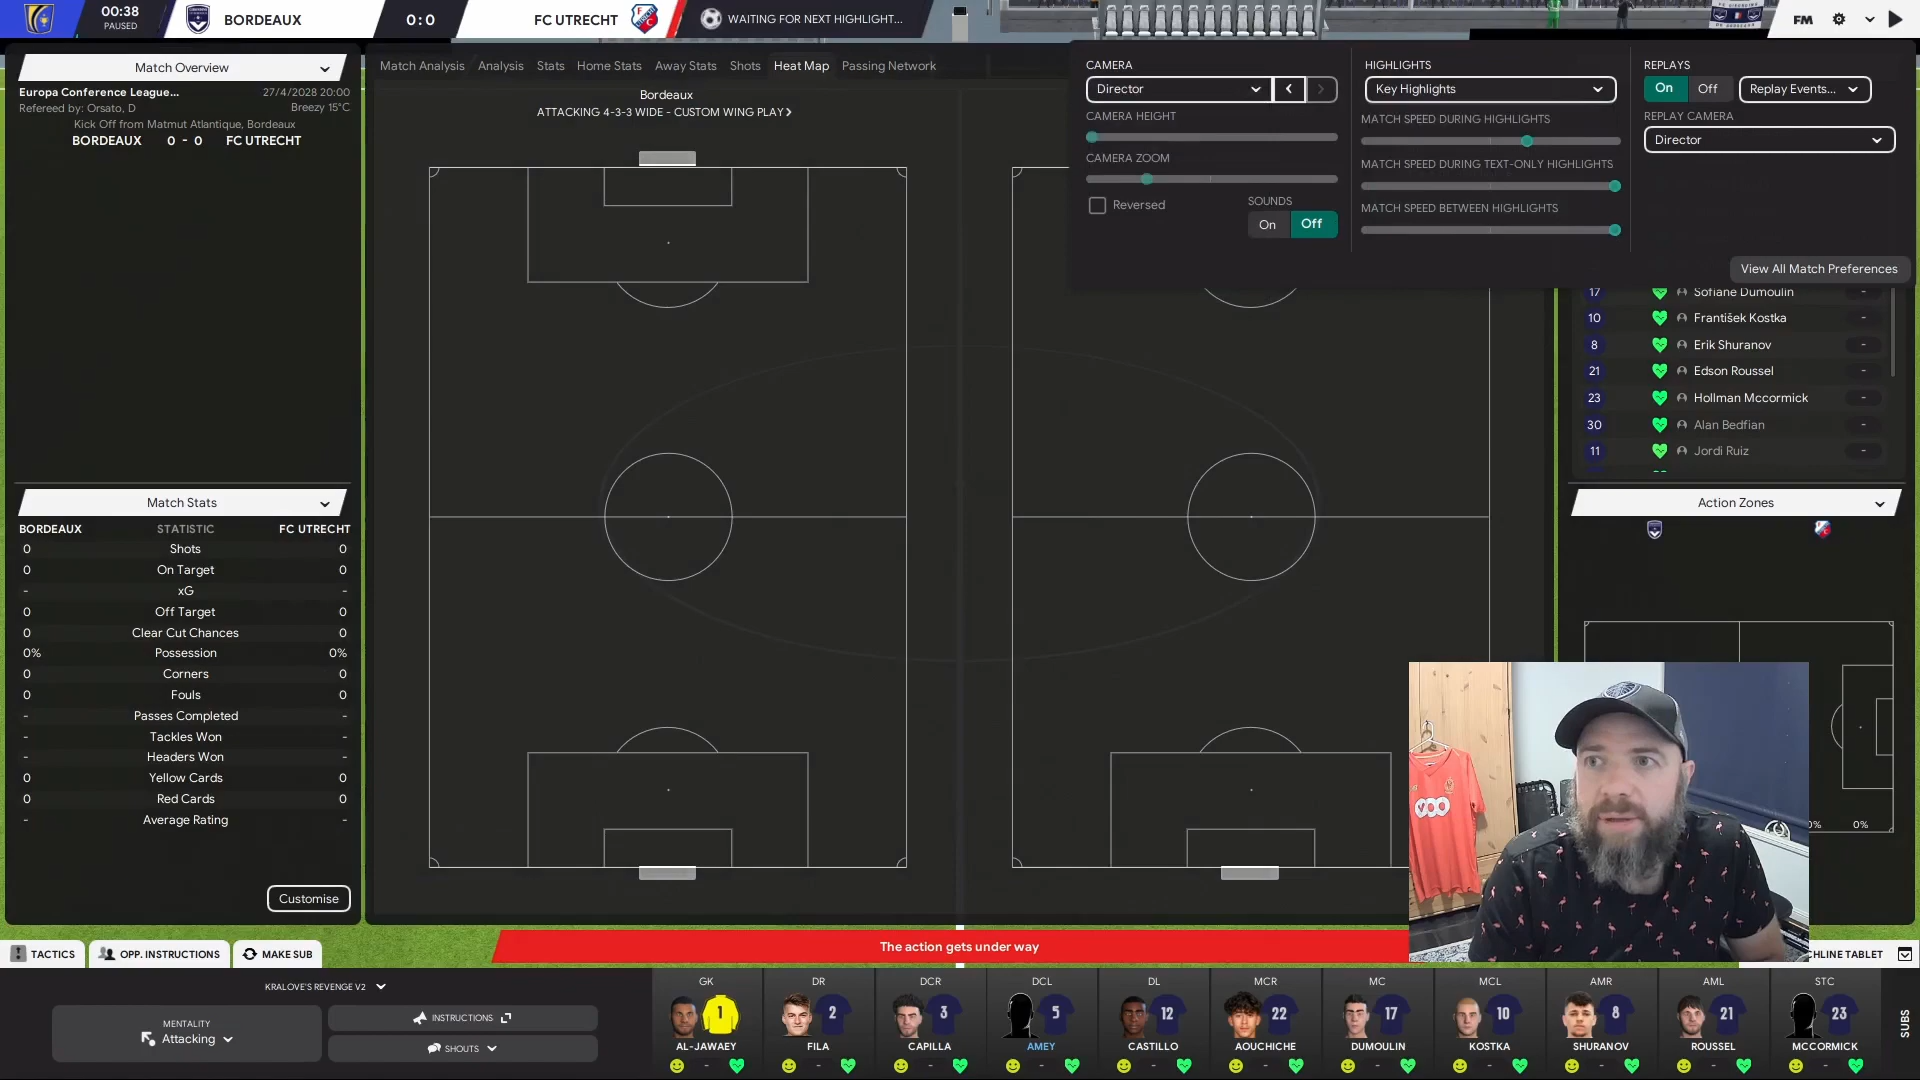 00:38
PAUSED
BORDEAUX
0 : 0
FC UTRECHT
WAITING FOR NEXT HIGHLIGHT...
FM
Match Overview
Europa Conference League...
27/4/2028 20:00
Refereed by: Orsato, D
Breezy 15°C
Kick Off from Matmut Atlantique, Bordeaux
BORDEAUX 0 - 0 FC UTRECHT
Match Analysis
Analysis
Stats
Home Stats
Away Stats
Shots
Heat Map
Passing Network
Bordeaux
ATTACKING 4-3-3 WIDE - CUSTOM WING PLAY
CAMERA
Director
CAMERA HEIGHT
CAMERA ZOOM
Reversed
SOUNDS
On
Off
HIGHLIGHTS
Key Highlights
MATCH SPEED DURING HIGHLIGHTS
MATCH SPEED DURING TEXT-ONLY HIGHLIGHTS
MATCH SPEED BETWEEN HIGHLIGHTS
REPLAYS
On
Off
Replay Events...
REPLAY CAMERA
Director
View All Match Preferences
17 Sofiane Dumoulin -
10 František Kostka -
8 Erik Shuranov -
21 Edson Roussel -
23 Hollman Mccormick -
30 Alan Bedfian -
11 Jordi Ruiz -
Match Stats
BORDEAUX STATISTIC FC UTRECHT
0 Shots 0
0 On Target 0
- xG -
0 Off Target 0
0 Clear Cut Chances 0
0% Possession 0%
0 Corners 0
0 Fouls 0
- Passes Completed -
- Tackles Won -
- Headers Won -
0 Yellow Cards 0
0 Red Cards 0
- Average Rating -
Customise
Action Zones
0%
0%
VOO
TACTICS
OPP. INSTRUCTIONS
MAKE SUB
The action gets under way
CHLINE TABLET
KRALOVE'S REVENGE V2
MENTALITY
Attacking
INSTRUCTIONS
SHOUTS
GK DR DCR DCL DL MCR MC MCL AMR AML STC
1 2 3 5 12 22 17 10 8 21 23
AL-JAWAEY FILA CAPILLA AMEY CASTILLO AOUCHICHE DUMOULIN KOSTKA SHURANOV ROUSSEL MCCORMICK
- - - - - - - - - - -
SUBS